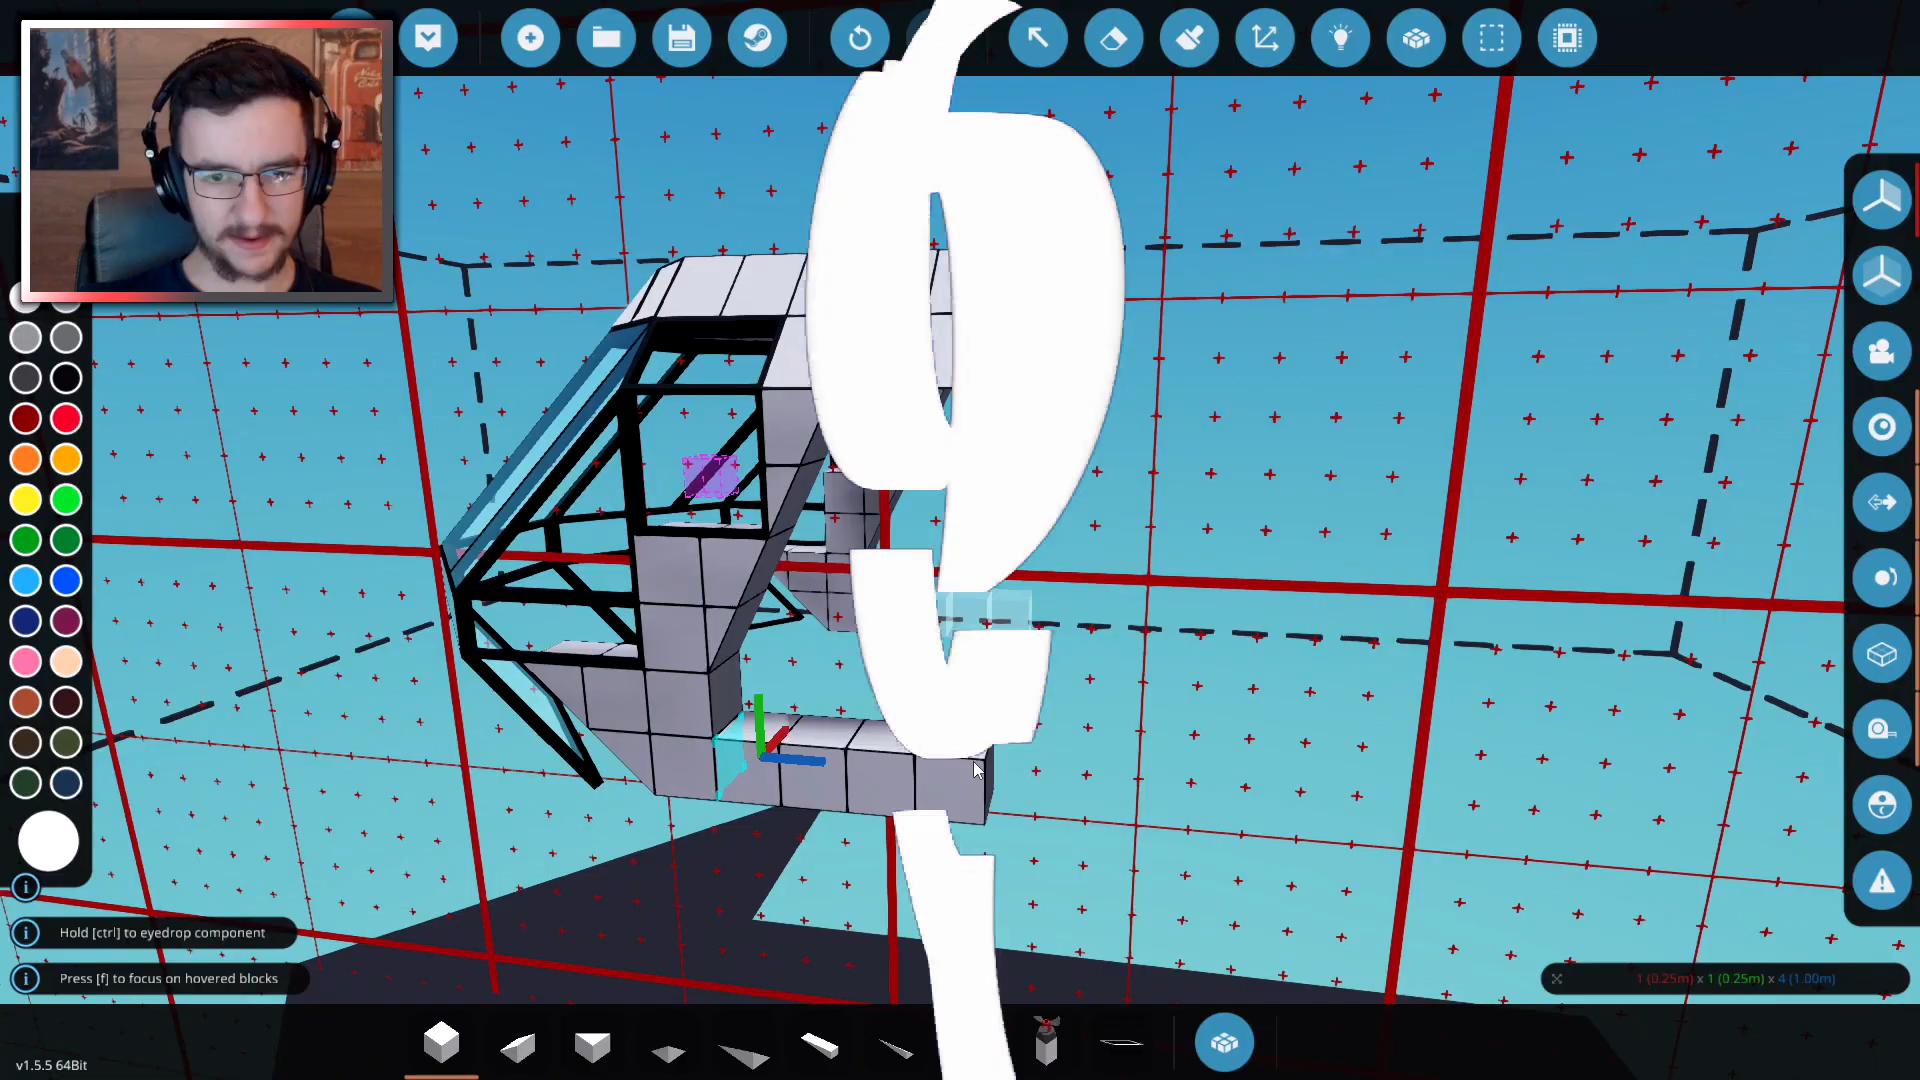 Hold [ctrl] to eyedrop component
Press [f] to focus on hovered blocks
1 (0.25m) x 1 (0.25m) x 4 (1.00m)
v1.5.5 64Bit